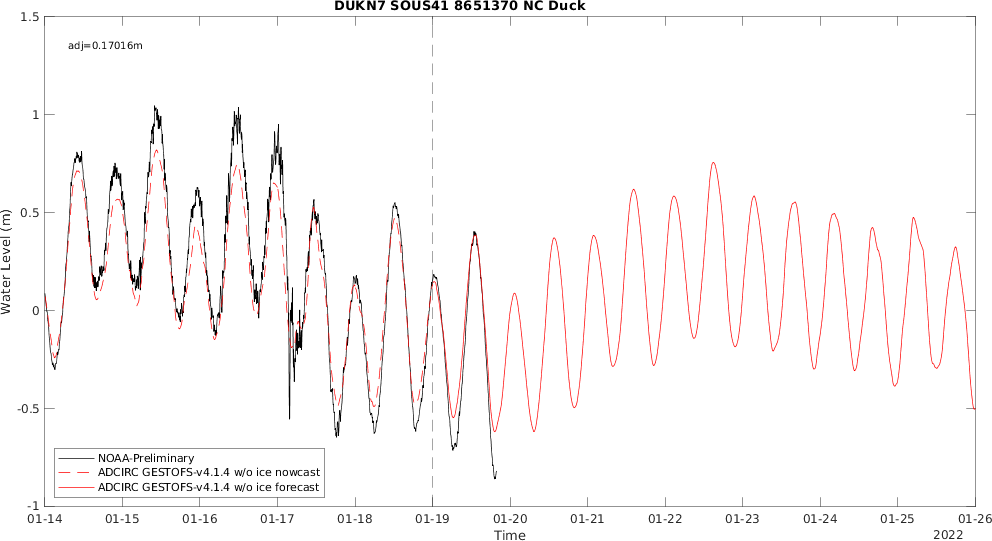 DUKN7 SOUS41 8651370 NC Duck
adj=0.17016m
1.5
1
0.5
0
-0.5
-1
Water Level (m)
NOAA-Preliminary
ADCIRC GESTOFS-v4.1.4 w/o ice nowcast
ADCIRC GESTOFS-v4.1.4 w/o ice forecast
01-14 01-15 01-16 01-17 01-18 01-19 01-20 01-21 01-22 01-23 01-24 01-25 01-26
Time
2022